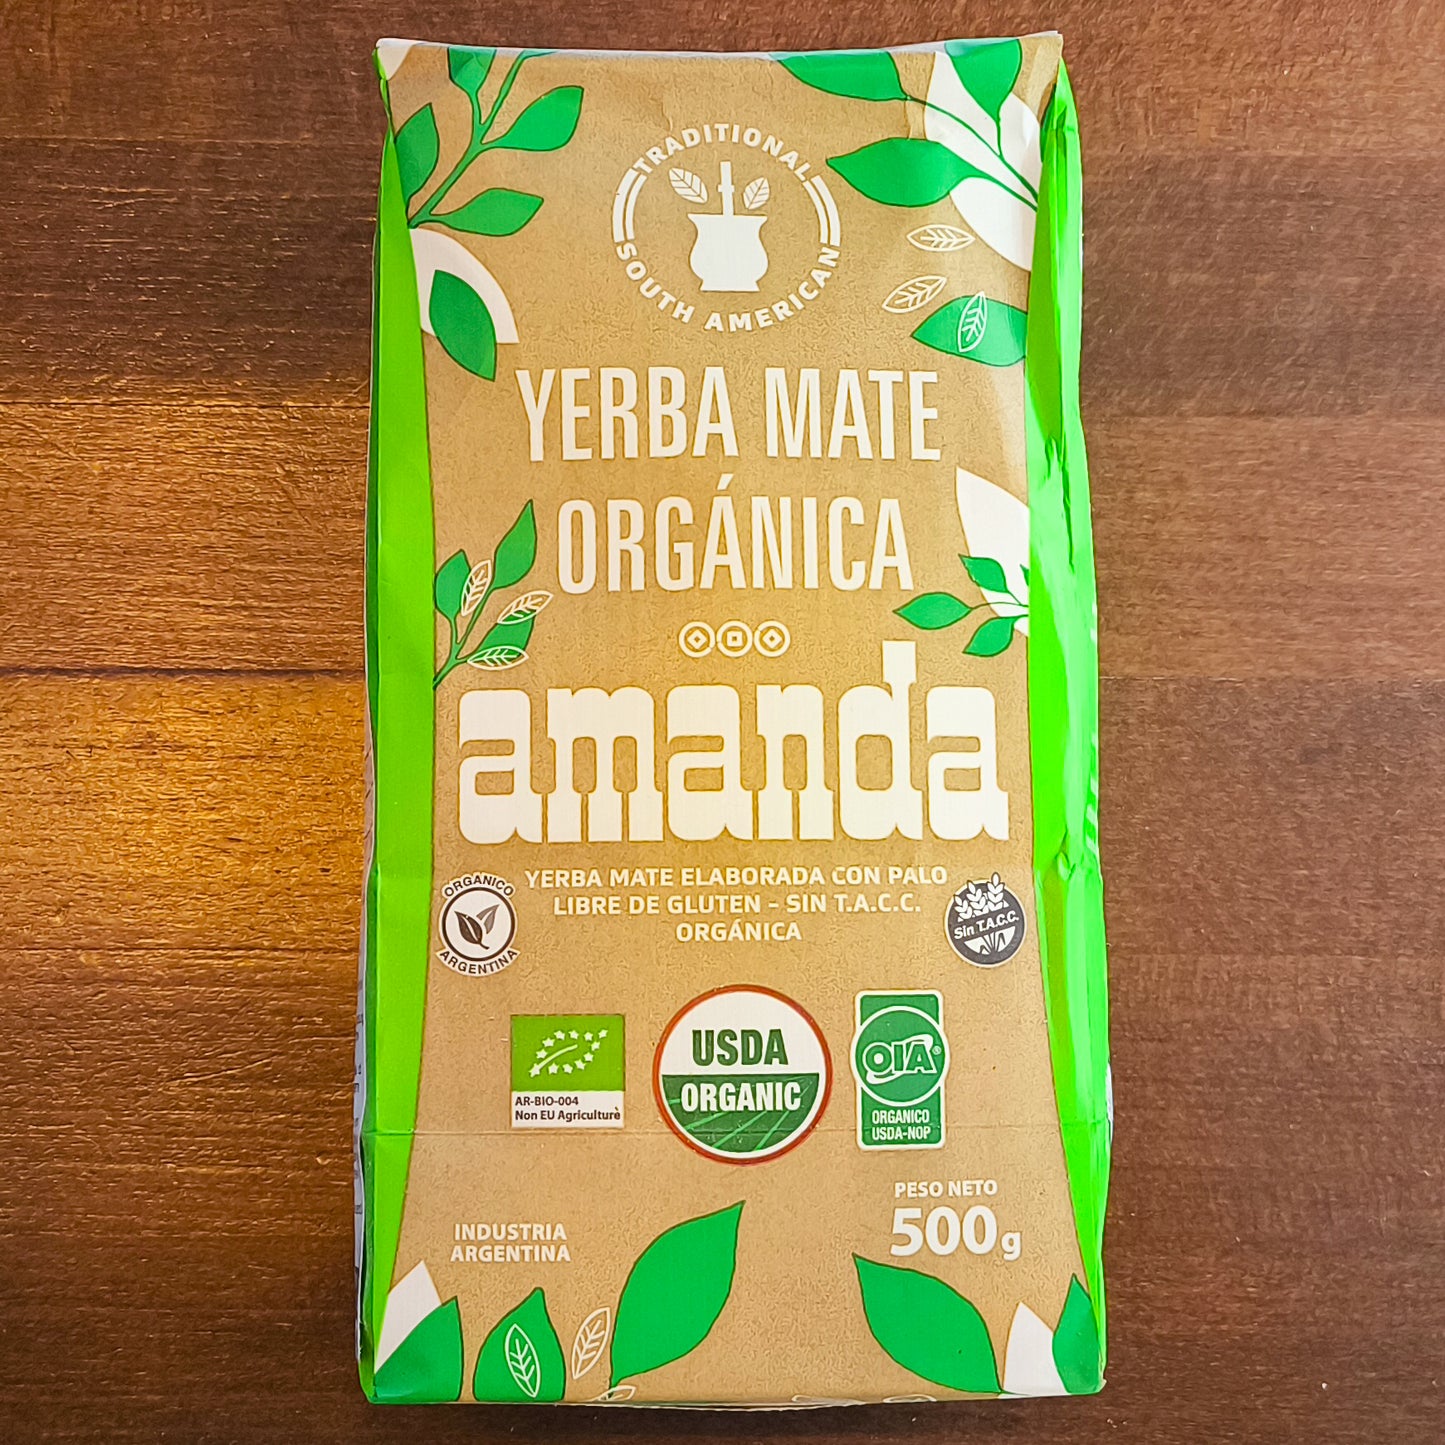 TRADITIONAL
SOUTH AMERICAN
YERBA MATE
ORGÁNICA
amanda
YERBA MATE ELABORADA CON PALO
LIBRE DE GLUTEN - SIN T.A.C.C.
ORGÁNICA
ORGANICO
ARGENTINA
Sin T.A.C.C.
AR-BIO-004
Non EU Agriculture
USDA
ORGANIC
OIA®
ORGANICO
USDA-NOP
INDUSTRIA
ARGENTINA
PESO NETO
500g